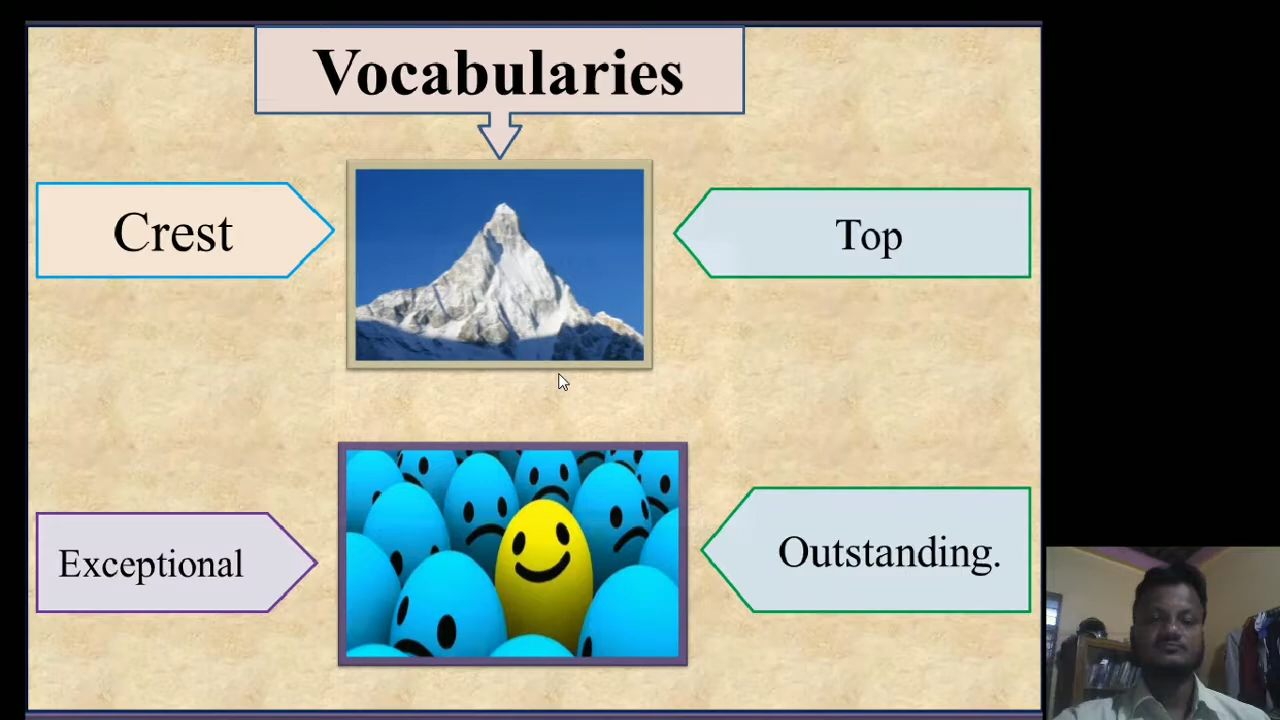 Vocabularies
Crest
Top
Exceptional
Outstanding.